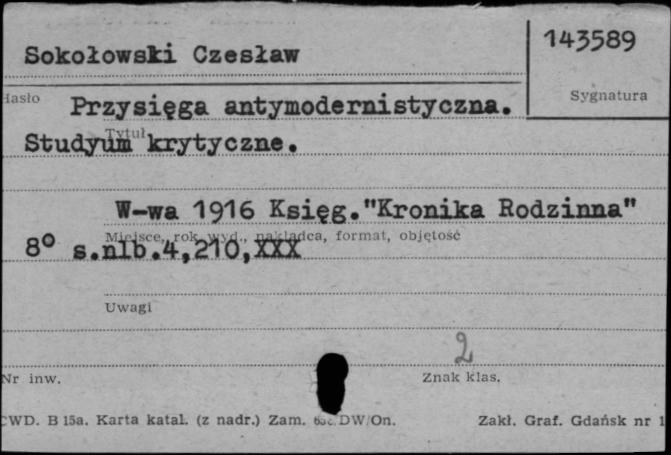 Sokołowski Czesław
143589
Hasło
Sygnatura
Przysięga antymodernistyczna.
Tytuł
Studyum krytyczne.
W-wa 1916 Księg."Kronika Rodzinna"
Miejsce, rok wyd., nakładca, format, objętość
8° s.nlb.4,210,XXX
Uwagi
2
Nr inw.
Znak klas.
CWD. B 15a. Karta katal. (z nadr.) Zam. DW/On.
Zakł. Graf. Gdańsk nr 1